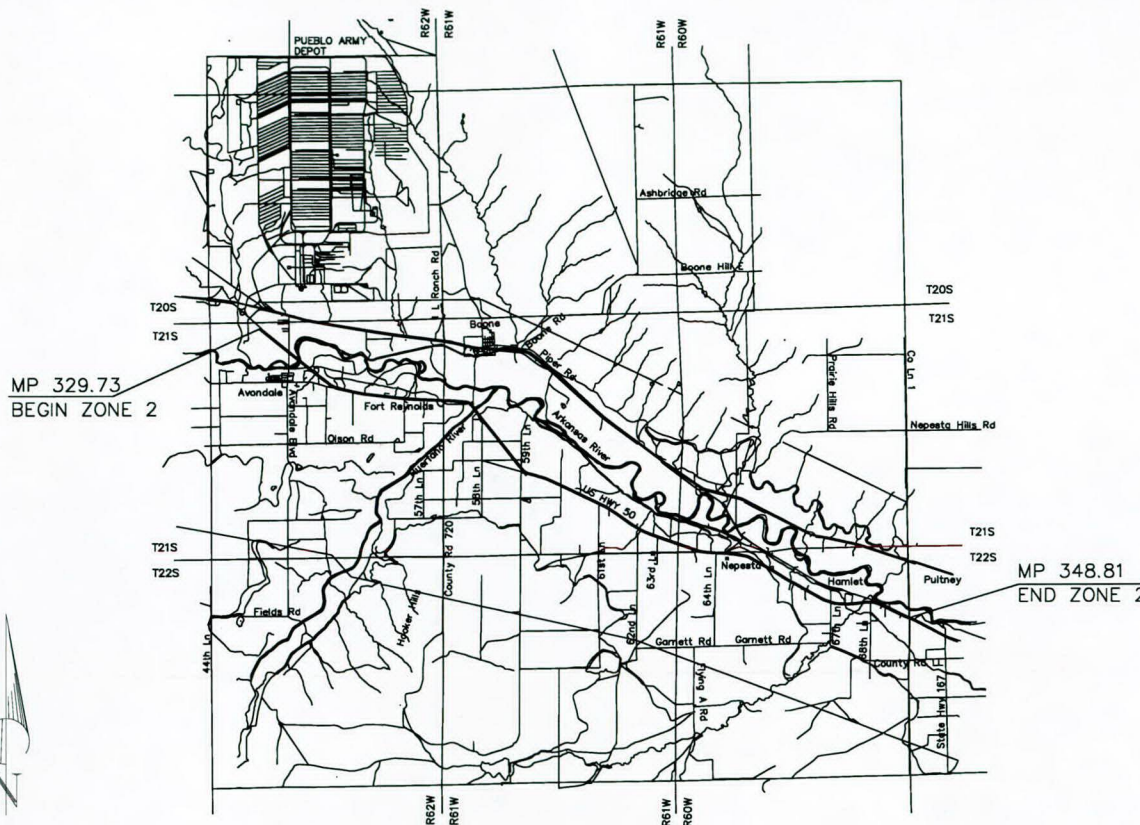 R62W
R61W
R61W
R60W
PUEBLO ARMY
DEPOT
Ashbridge Rd
Boone Hill
L Ranch Rd
T20S
T21S
T20S
T21S
Boone
Boone Rd
Piper Rd
Co Ln 1
Prairie Hills Rd
MP 329.73
BEGIN ZONE 2
Avondale
Avondale Blvd
Fort Reynolds
Nepesta Hills Rd
Olson Rd
Huerfano River
Arkansas River
59th Ln
57th Ln
58th Ln
US HWY 50
County Rd 720
T21S
T22S
T21S
T22S
61st Ln
63rd Ln
64th Ln
Nepesta
Hamlet
Pultney
MP 348.81
END ZONE 2
Fields Rd
Hooker Hills
62nd Ln
67th Ln
68th Ln
44th Ln
Garnett Rd
Garnett Rd
County Rd
Flying A Rd
State Hwy 167
R62W
R61W
R61W
R60W